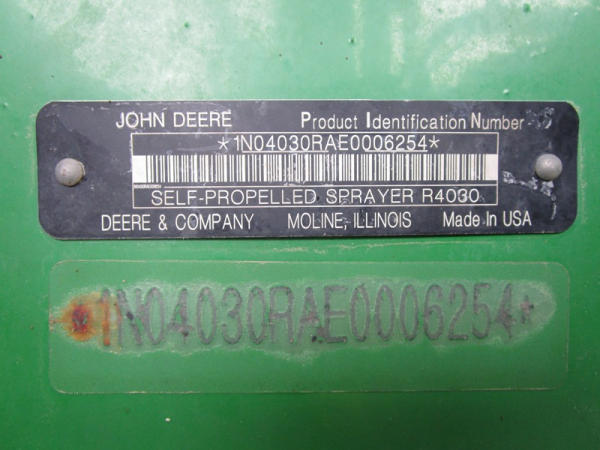 JOHN DEERE Product Identification Number
*1N04030RAE0006254*
SELF-PROPELLED SPRAYER R4030
DEERE & COMPANY MOLINE, ILLINOIS Made In USA
*1N04030RAE0006254*